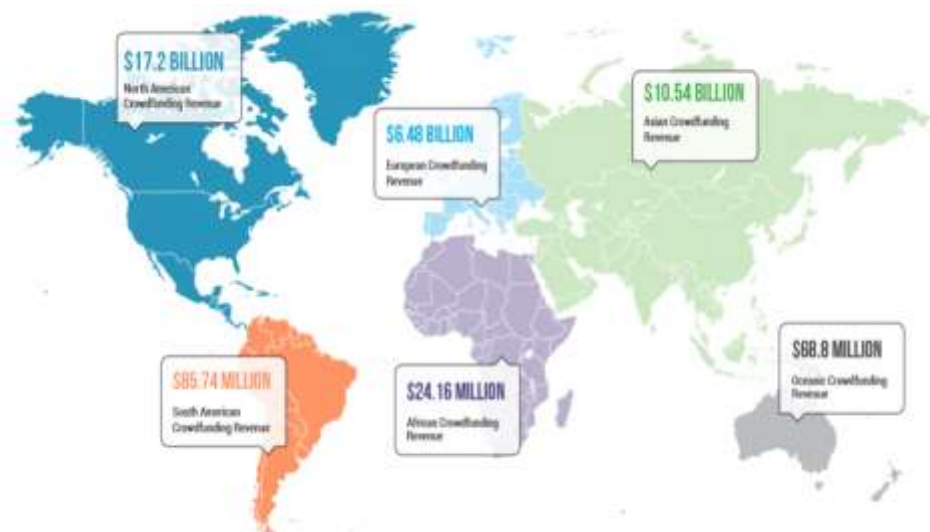 $17.2 BILLION
North American
Crowdfunding Revenue
$6.48 BILLION
European Crowdfunding
Revenue
$10.54 BILLION
Asian Crowdfunding
Revenue
$85.74 MILLION
South American
Crowdfunding Revenue
$24.16 MILLION
African Crowdfunding
Revenue
$68.8 MILLION
Oceanic Crowdfunding
Revenue